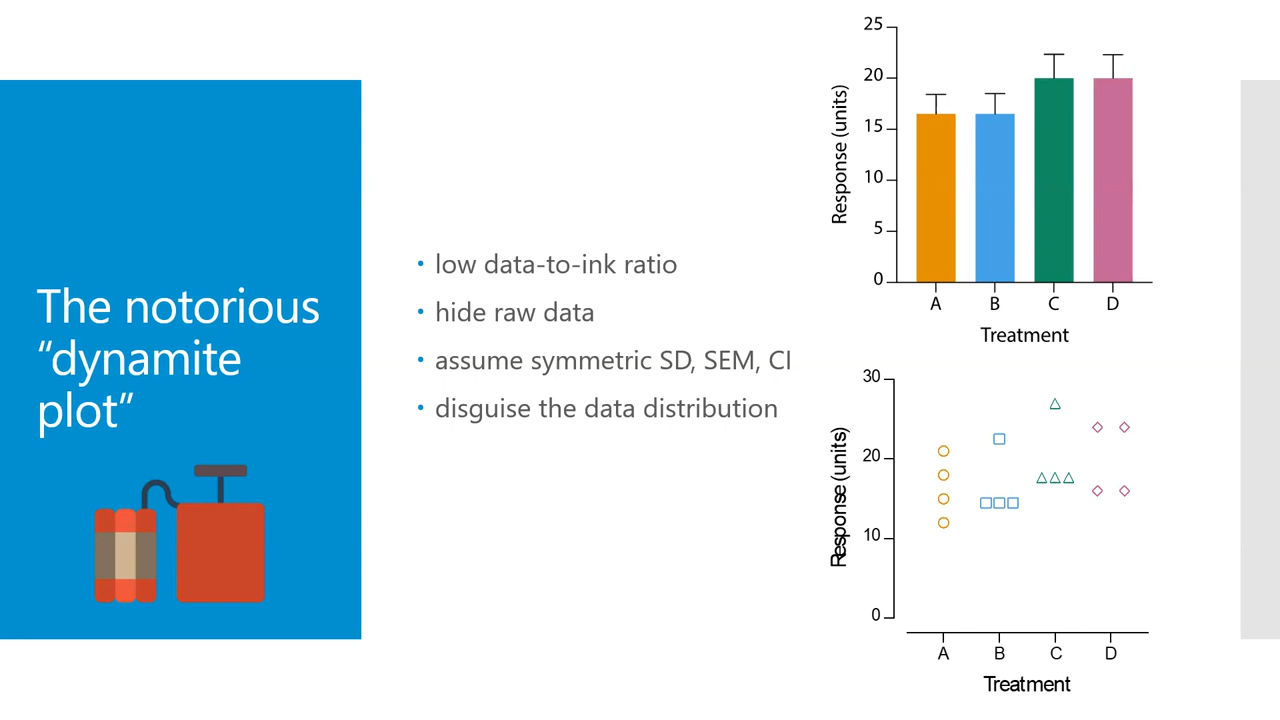 The notorious
“dynamite
plot”
• low data-to-ink ratio
• hide raw data
• assume symmetric SD, SEM, CI
• disguise the data distribution
25
20
15
10
5
0
Response (units)
A B C D
Treatment
30
20
10
0
Response (units)
A B C D
Treatment